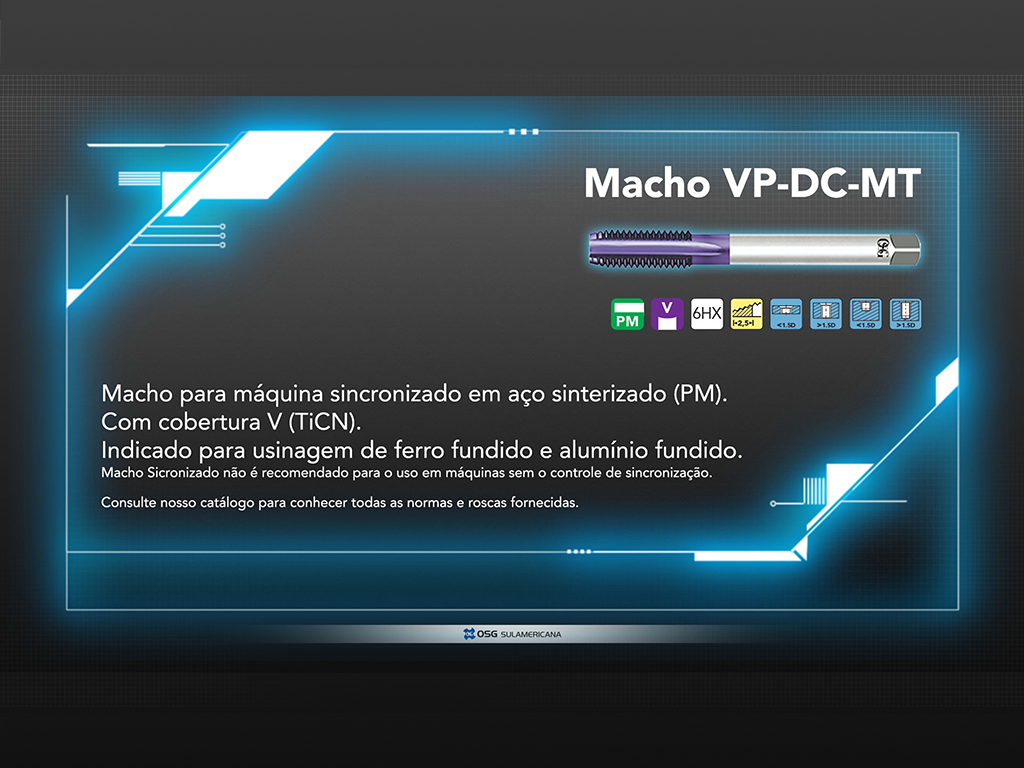 Macho VP-DC-MT
OSG
PM V 6HX l=2,5•l <1.5D >1.5D <1.5D >1.5D
Macho para máquina sincronizado em aço sinterizado (PM).
Com cobertura V (TiCN).
Indicado para usinagem de ferro fundido e alumínio fundido.
Macho Sicronizado não é recomendado para o uso em máquinas sem o controle de sincronização.
Consulte nosso catálogo para conhecer todas as normas e roscas fornecidas.
OSG SULAMERICANA